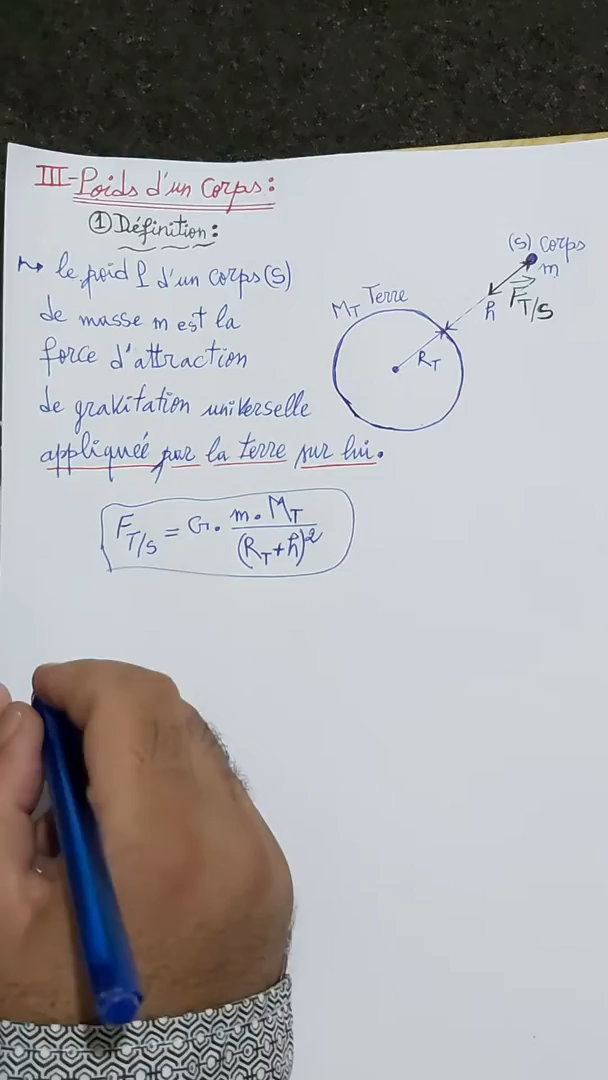 III-Poids d'un Corps:
① Définition:
le poid P d'un corps(s)
de masse m est la
force d'attraction
de gravitation universelle
appliqueé par la terre sur lui.
F_T/S = G. m. M_T / (R_T+h)²
(s) Corps
m
h F_T/S
M_T Terre
R_T